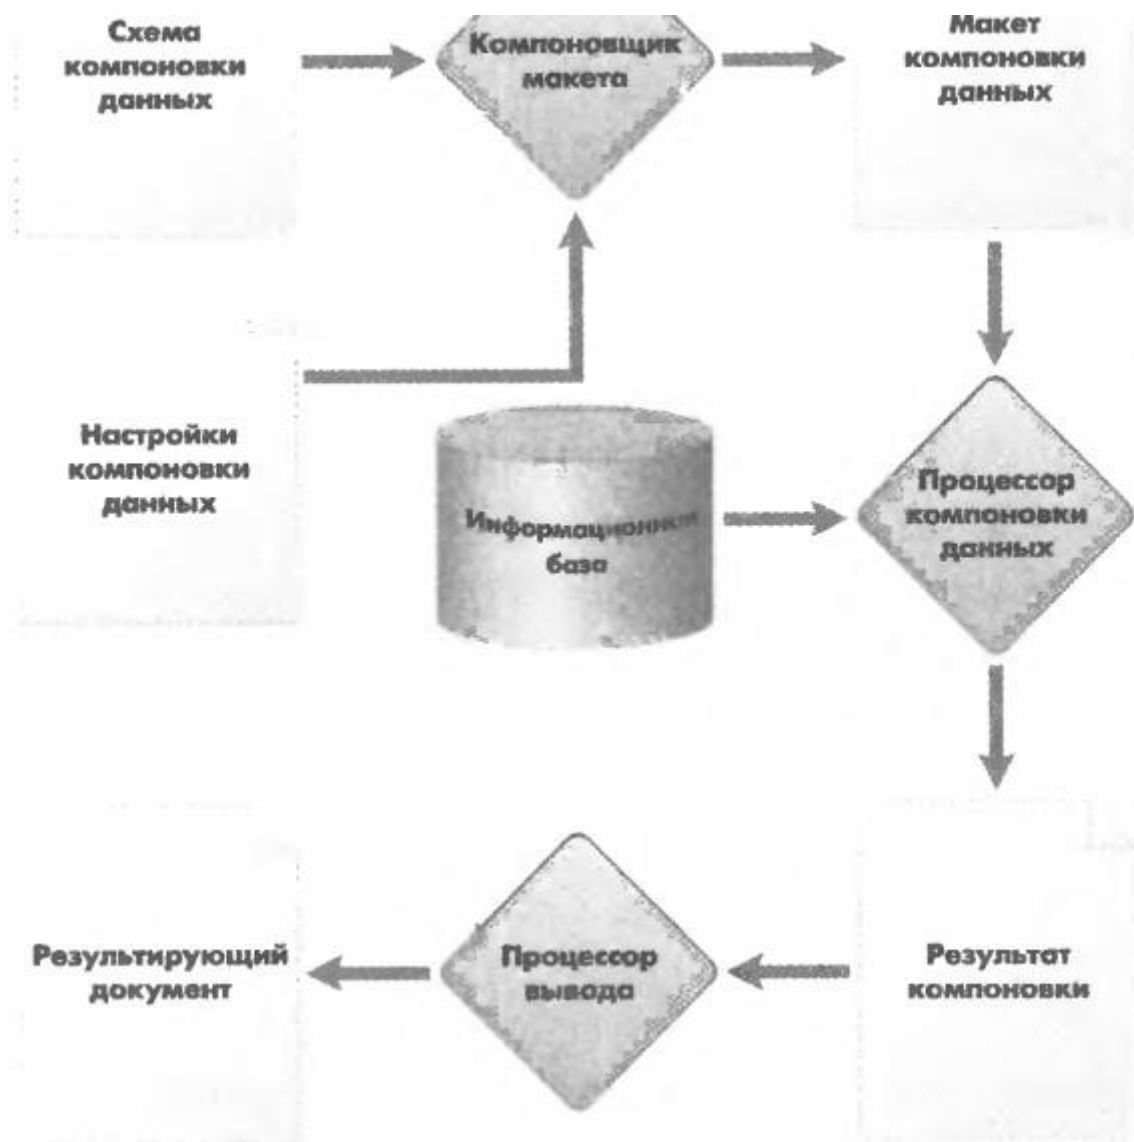 Схема
компоновки
данных
Компоновщик
макета
Макет
компоновки
данных
Настройки
компоновки
данных
база
Процессор
компоновки
данных
Результирующий
документ
Процессор
вывода
Результат
компоновки